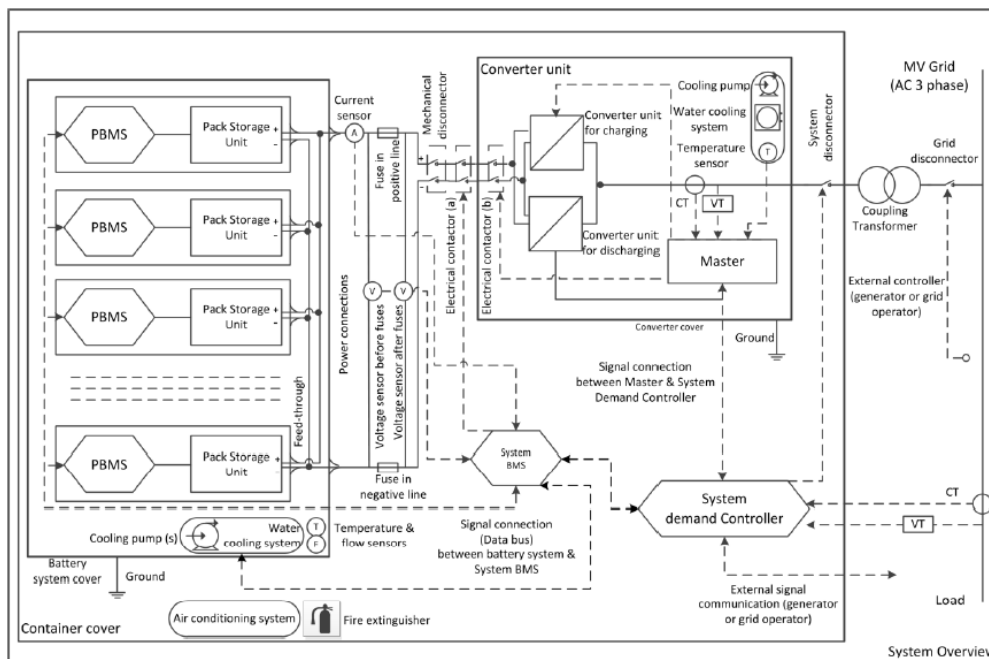 PBMS
Pack Storage +
Unit -
PBMS
Pack Storage +
Unit -
PBMS
Pack Storage +
Unit -
PBMS
Pack Storage +
Unit -
Feed-through
Cooling pump (s)
Water
cooling system
T
F
Temperature &
flow sensors
Battery
system cover
Ground
Air conditioning system
Fire extinguisher
Container cover
Current
sensor
A
Fuse in
positive line
Power connections
V
V
Voltage sensor before fuses
Voltage sensor after fuses
Fuse in
negative line
Mechanical
disconnector
+
-
Electrical contactor (a)
Electrical contactor (b)
Converter unit
Cooling pump
Water cooling
system
Temperature
sensor
T
Converter unit
for charging
Converter unit
for discharging
CT
VT
Master
Converter cover
Ground
Signal connection
between Master & System
Demand Controller
System
BMS
Signal connection
(Data bus)
between battery system &
System BMS
System
demand Controller
External signal
communication (generator
or grid operator)
System
disconnector
MV Grid
(AC 3 phase)
Grid
disconnector
Coupling
Transformer
External controller
(generator or grid
operator)
CT
VT
Load
System Overview